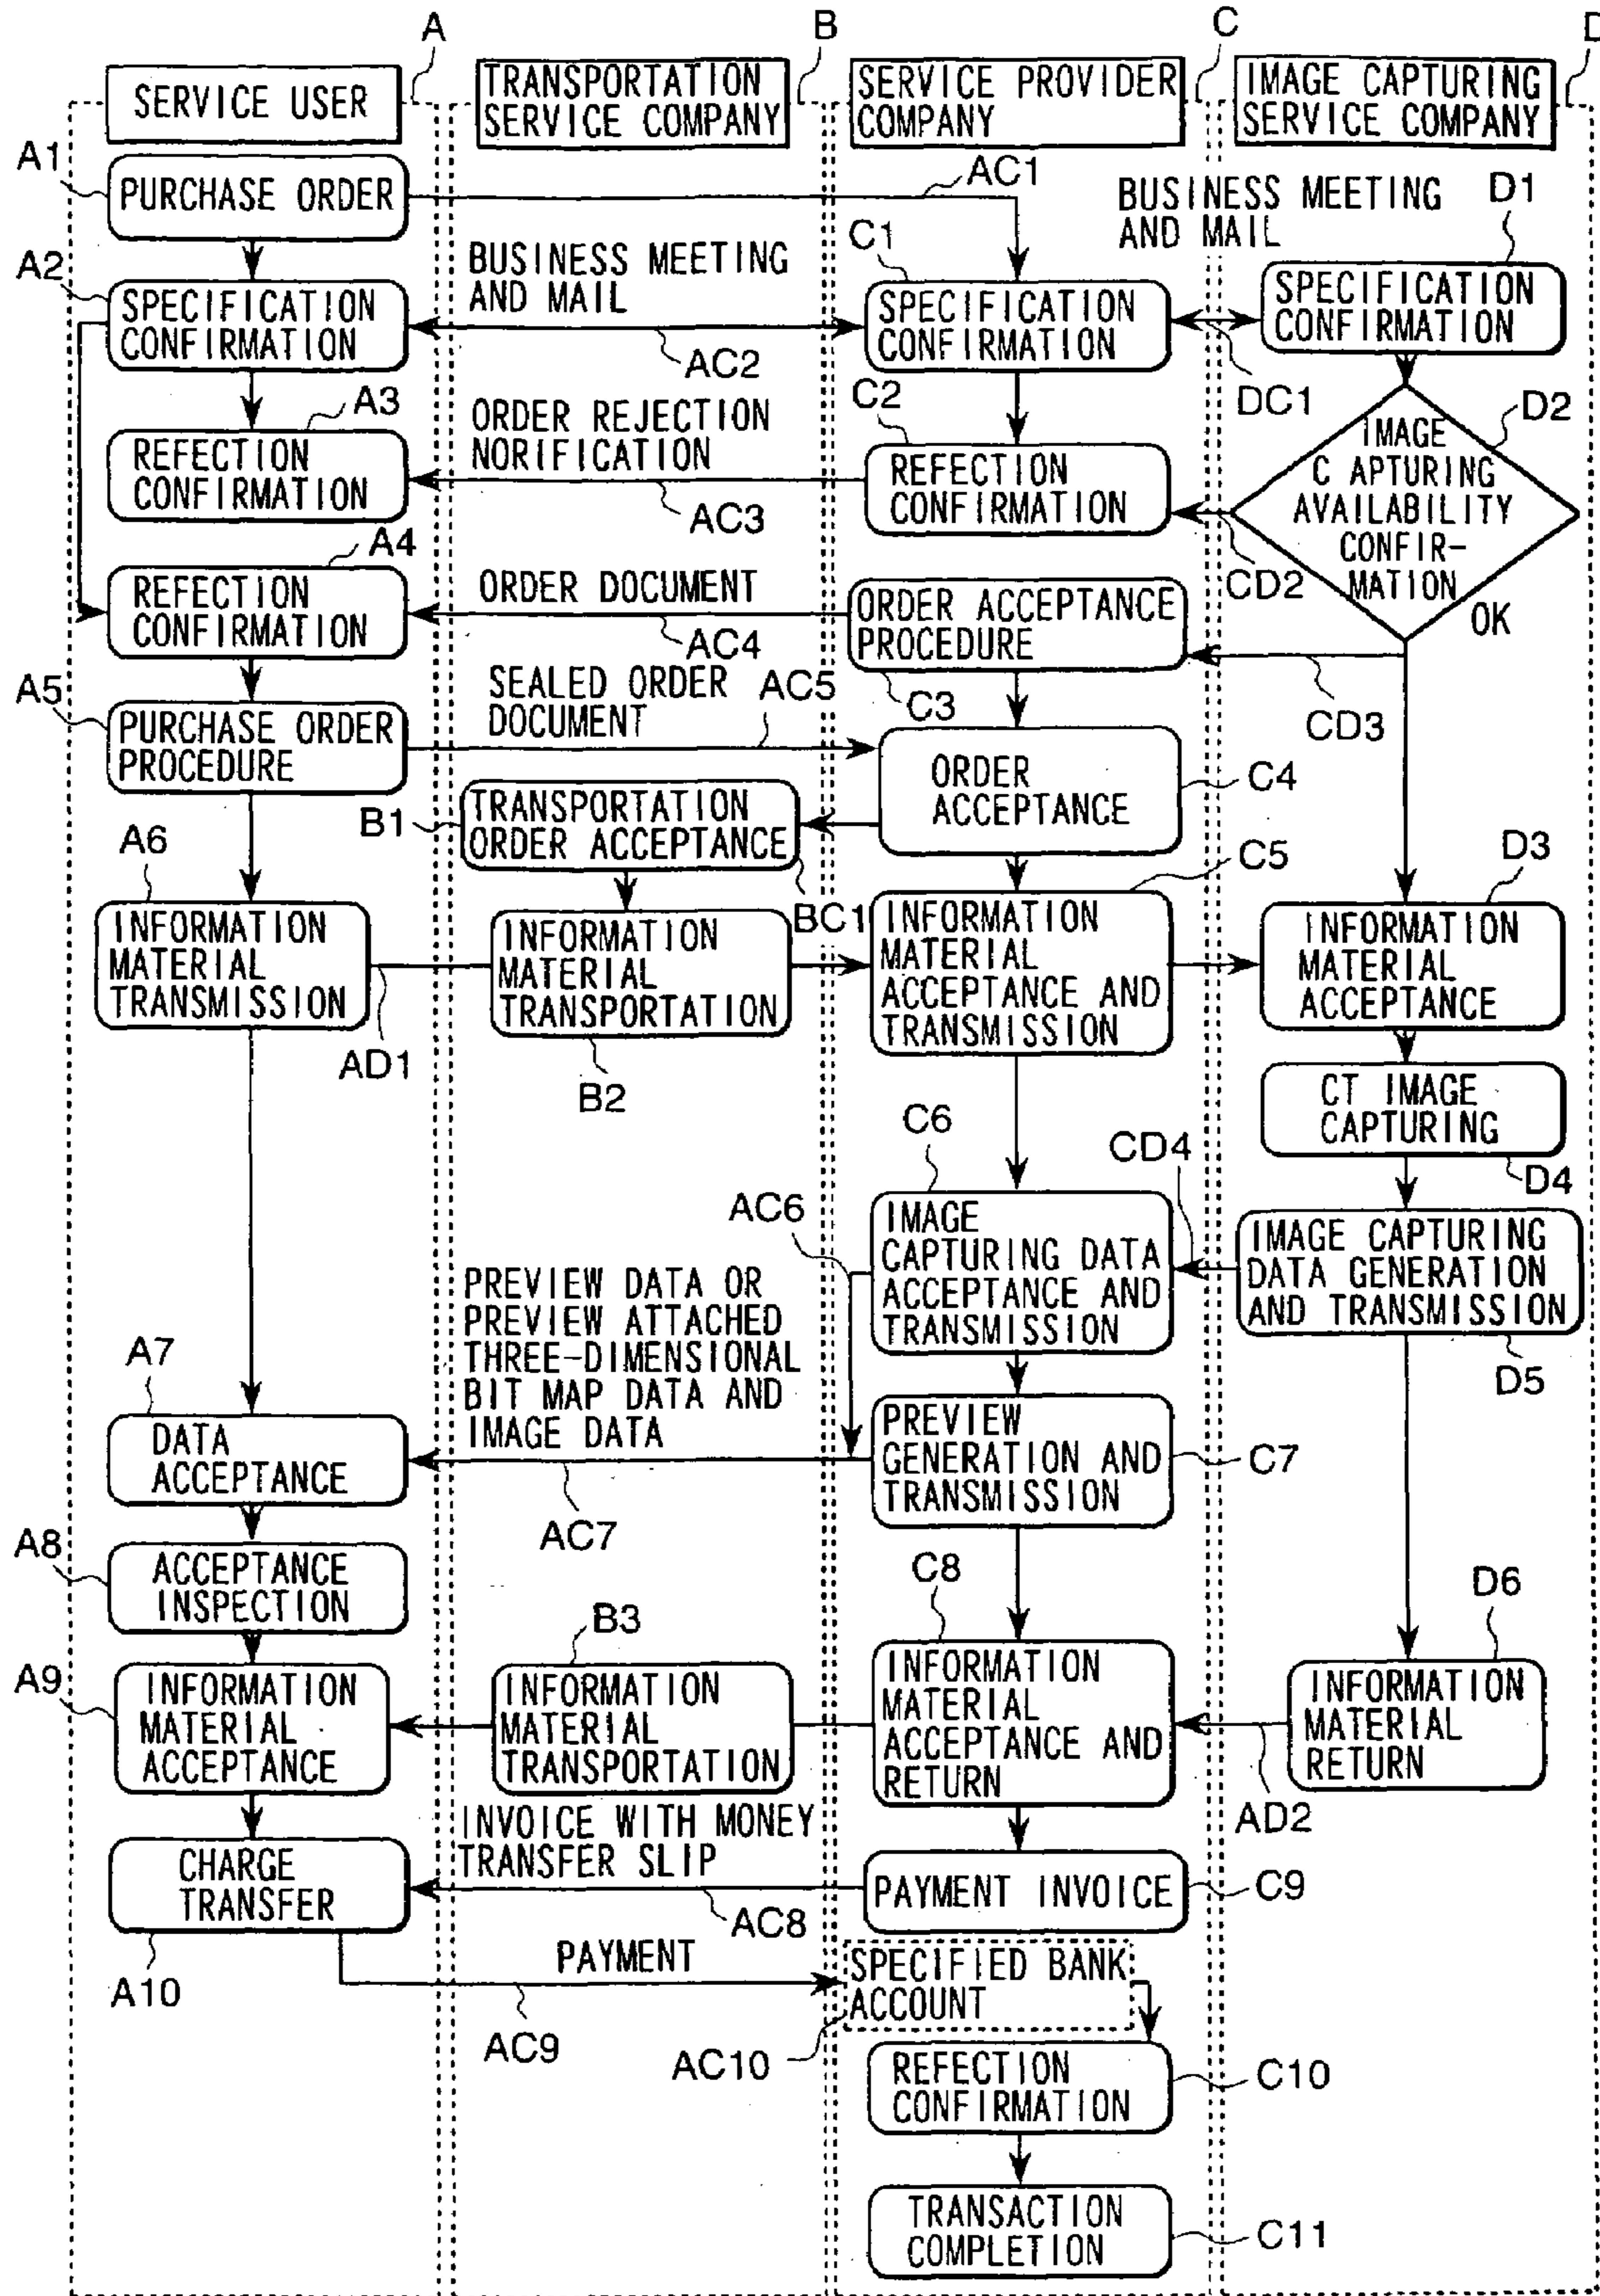 A
B
C
D
SERVICE USER
TRANSPORTATION
SERVICE COMPANY
SERVICE PROVIDER
COMPANY
IMAGE CAPTURING
SERVICE COMPANY
A1
PURCHASE ORDER
AC1
BUSINESS MEETING
AND MAIL
D1
A2
SPECIFICATION
CONFIRMATION
BUSINESS MEETING
AND MAIL
AC2
C1
SPECIFICATION
CONFIRMATION
SPECIFICATION
CONFIRMATION
DC1
A3
REFECTION
CONFIRMATION
ORDER REJECTION
NORIFICATION
AC3
C2
REFECTION
CONFIRMATION
D2
IMAGE
C APTURING
AVAILABILITY
CONFIR-
MATION
CD2
OK
A4
REFECTION
CONFIRMATION
ORDER DOCUMENT
AC4
ORDER ACCEPTANCE
PROCEDURE
C3
CD3
A5
PURCHASE ORDER
PROCEDURE
SEALED ORDER
DOCUMENT
AC5
ORDER
ACCEPTANCE
C4
B1
TRANSPORTATION
ORDER ACCEPTANCE
BC1
A6
INFORMATION
MATERIAL
TRANSMISSION
AD1
INFORMATION
MATERIAL
TRANSPORTATION
B2
C5
INFORMATION
MATERIAL
ACCEPTANCE AND
TRANSMISSION
D3
INFORMATION
MATERIAL
ACCEPTANCE
CT IMAGE
CAPTURING
D4
C6
CD4
AC6
IMAGE
CAPTURING DATA
ACCEPTANCE AND
TRANSMISSION
IMAGE CAPTURING
DATA GENERATION
AND TRANSMISSION
D5
PREVIEW DATA OR
PREVIEW ATTACHED
THREE-DIMENSIONAL
BIT MAP DATA AND
IMAGE DATA
A7
DATA
ACCEPTANCE
AC7
PREVIEW
GENERATION AND
TRANSMISSION
C7
A8
ACCEPTANCE
INSPECTION
A9
INFORMATION
MATERIAL
ACCEPTANCE
B3
INFORMATION
MATERIAL
TRANSPORTATION
C8
INFORMATION
MATERIAL
ACCEPTANCE AND
RETURN
D6
INFORMATION
MATERIAL
RETURN
AD2
CHARGE
TRANSFER
A10
INVOICE WITH MONEY
TRANSFER SLIP
AC8
PAYMENT INVOICE
C9
PAYMENT
AC9
SPECIFIED BANK
ACCOUNT
AC10
REFECTION
CONFIRMATION
C10
TRANSACTION
COMPLETION
C11